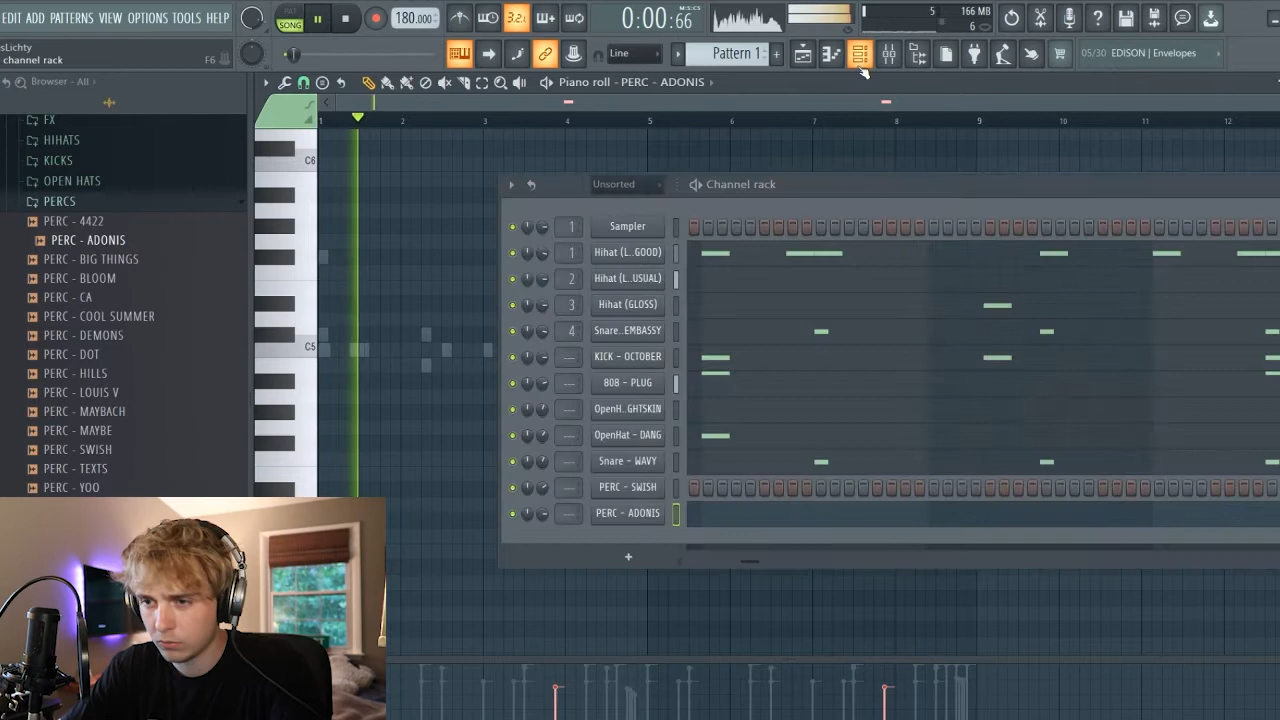 EDIT ADD PATTERNS VIEW OPTIONS TOOLS HELP
PAT
SONG
180.000
3.2.
0:00:66
5
166 MB
6
sLichty
channel rack
F6
Line
Pattern 1
05/30 EDISON | Envelopes
Browser - All
Piano roll - PERC - ADONIS
1 2 3 4 5 6 7 8 9 10 11 12
FX
HIHATS
KICKS
OPEN HATS
PERCS
PERC - 4422
PERC - ADONIS
PERC - BIG THINGS
PERC - BLOOM
PERC - CA
PERC - COOL SUMMER
PERC - DEMONS
PERC - DOT
PERC - HILLS
PERC - LOUIS V
PERC - MAYBACH
PERC - MAYBE
PERC - SWISH
PERC - TEXTS
PERC - YOO
C6
C5
Unsorted
Channel rack
1 Sampler
1 Hihat (L..GOOD)
2 Hihat (L..USUAL)
3 Hihat (GLOSS)
4 Snare..EMBASSY
--- KICK - OCTOBER
--- 808 - PLUG
--- OpenH..GHTSKIN
--- OpenHat - DANG
--- Snare - WAVY
--- PERC - SWISH
--- PERC - ADONIS
+